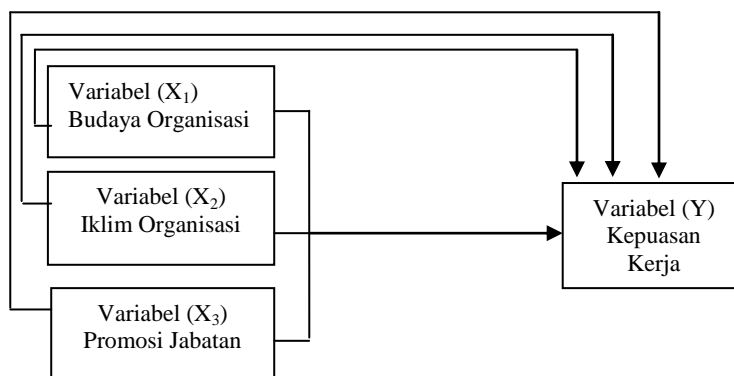 Variabel (X₁)
Budaya Organisasi
Variabel (X₂)
Iklim Organisasi
Variabel (X₃)
Promosi Jabatan
Variabel (Y)
Kepuasan
Kerja